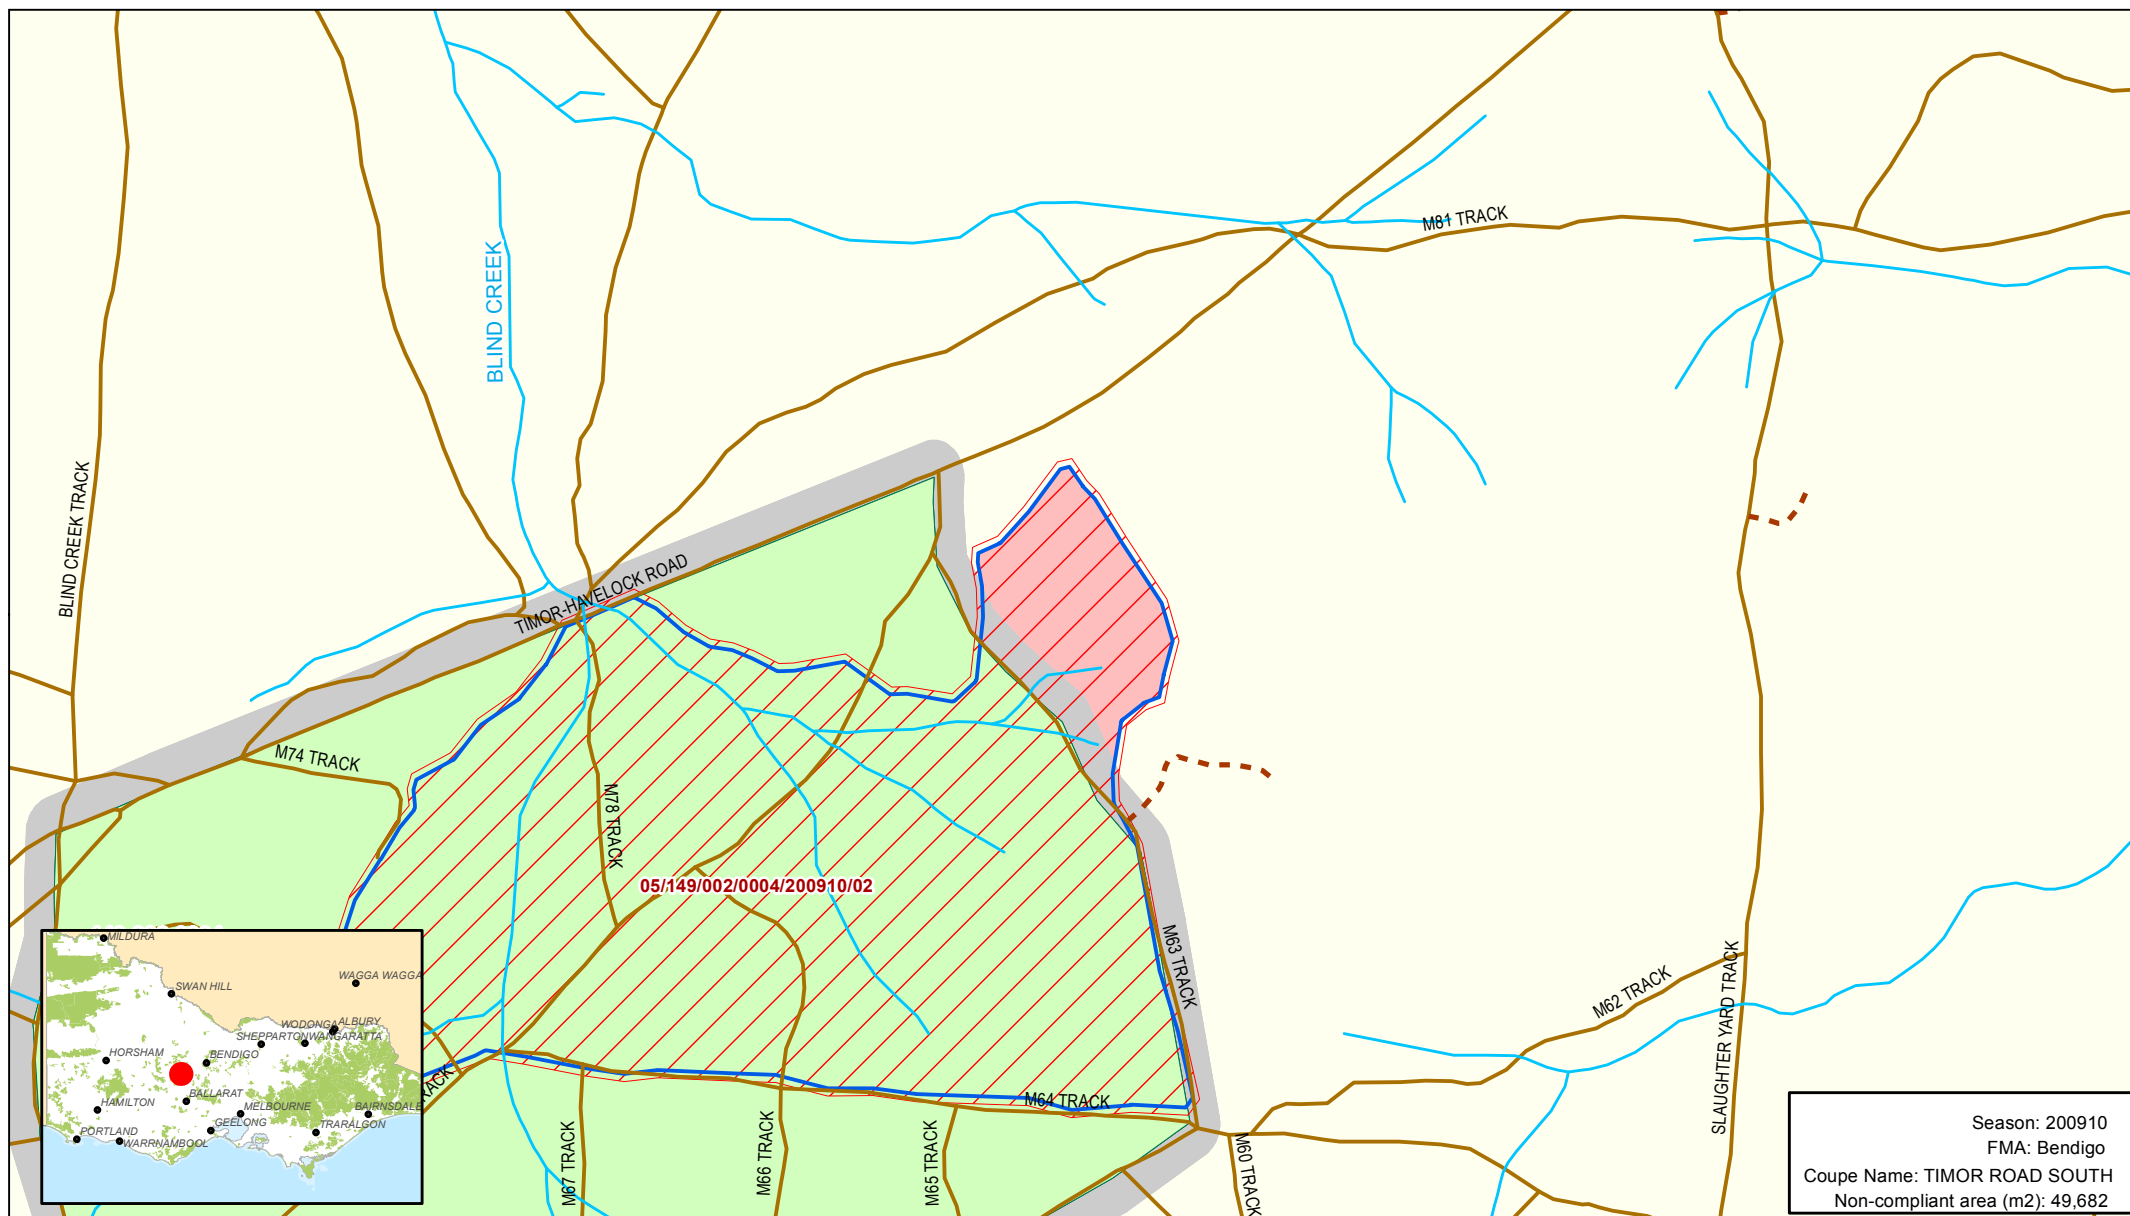 BLIND CREEK
M81 TRACK
BLIND CREEK TRACK
TIMOR-HAVELOCK ROAD
M74 TRACK
M78 TRACK
05/149/002/0004/200910/02
M63 TRACK
M62 TRACK
SLAUGHTER YARD TRACK
M64 TRACK
TRACK
M67 TRACK
M66 TRACK
M65 TRACK
M60 TRACK
MILDURA
WAGGA WAGGA
SWAN HILL
WODONGA
ALBURY
SHEPPARTON
WANGARATTA
HORSHAM
BENDIGO
BALLARAT
HAMILTON
MELBOURNE
BAIRNSDALE
GEELONG
TRARALGON
PORTLAND
WARRNAMBOOL
Season: 200910
FMA: Bendigo
Coupe Name: TIMOR ROAD SOUTH
Non-compliant area (m2): 49,682